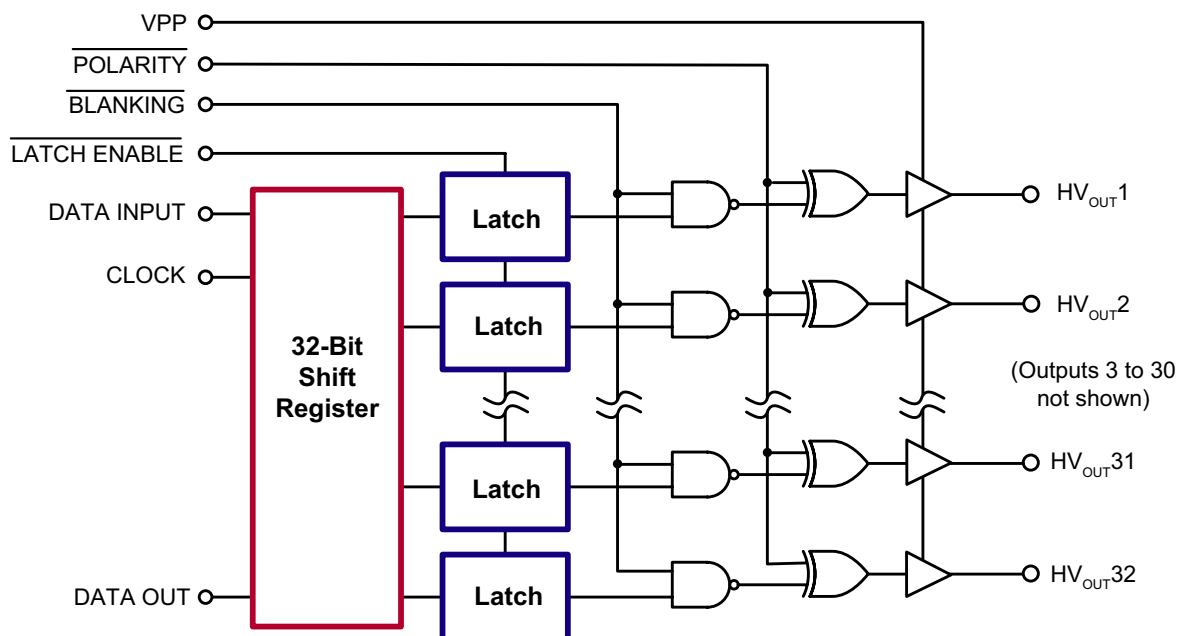 VPP
POLARITY
BLANKING
LATCH ENABLE
DATA INPUT
CLOCK
DATA OUT
32-Bit
Shift
Register
Latch
Latch
Latch
Latch
HVOUT1
HVOUT2
(Outputs 3 to 30
not shown)
HVOUT31
HVOUT32